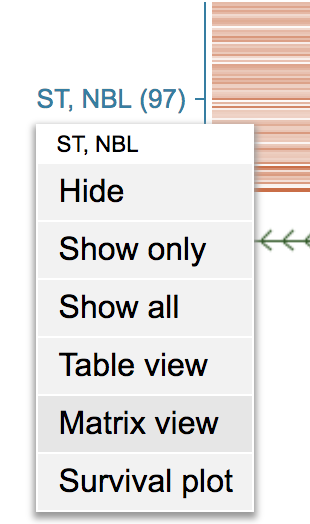 ST, NBL (97)
ST, NBL
Hide
Show only
Show all
Table view
Matrix view
Survival plot